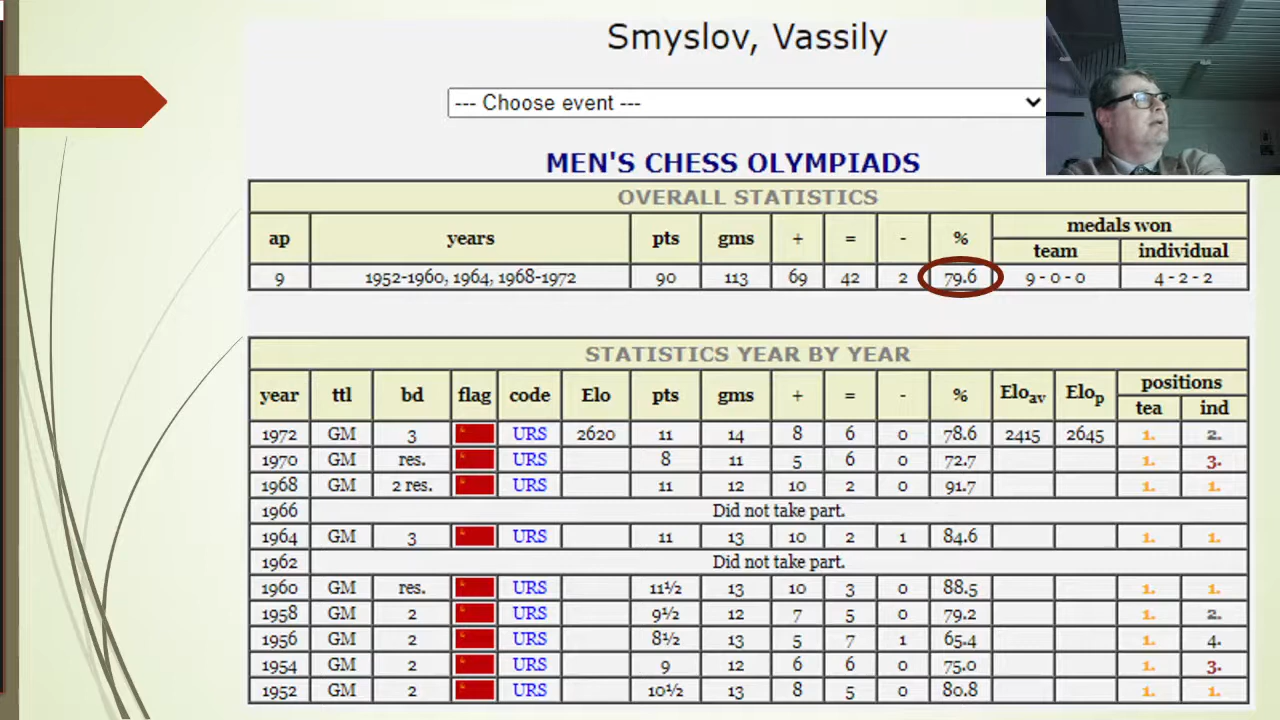 Smyslov, Vassily
--- Choose event ---
MEN'S CHESS OLYMPIADS
OVERALL STATISTICS
ap years pts gms + = - % medals won
team individual
9 1952-1960, 1964, 1968-1972 90 113 69 42 2 79.6 9 - 0 - 0 4 - 2 - 2
STATISTICS YEAR BY YEAR
year ttl bd flag code Elo pts gms + = - % Eloav Elop positions
tea ind
1972 GM 3 URS 2620 11 14 8 6 0 78.6 2415 2645 1. 2.
1970 GM res. URS 8 11 5 6 0 72.7 1. 3.
1968 GM 2 res. URS 11 12 10 2 0 91.7 1. 1.
1966 Did not take part.
1964 GM 3 URS 11 13 10 2 1 84.6 1. 1.
1962 Did not take part.
1960 GM res. URS 11½ 13 10 3 0 88.5 1. 1.
1958 GM 2 URS 9½ 12 7 5 0 79.2 1. 2.
1956 GM 2 URS 8½ 13 5 7 1 65.4 1. 4.
1954 GM 2 URS 9 12 6 6 0 75.0 1. 3.
1952 GM 2 URS 10½ 13 8 5 0 80.8 1. 1.